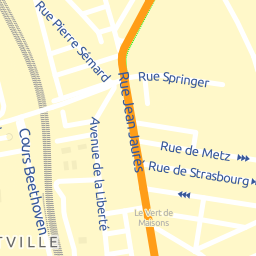 Rue Pierre Sémard
Rue Springer
Rue Jean Jaurès
Rue de Metz
Rue de Strasbourg
Avenue de la Liberté
Cours Beethoven
Le Vert de
Maisons
TVILLE